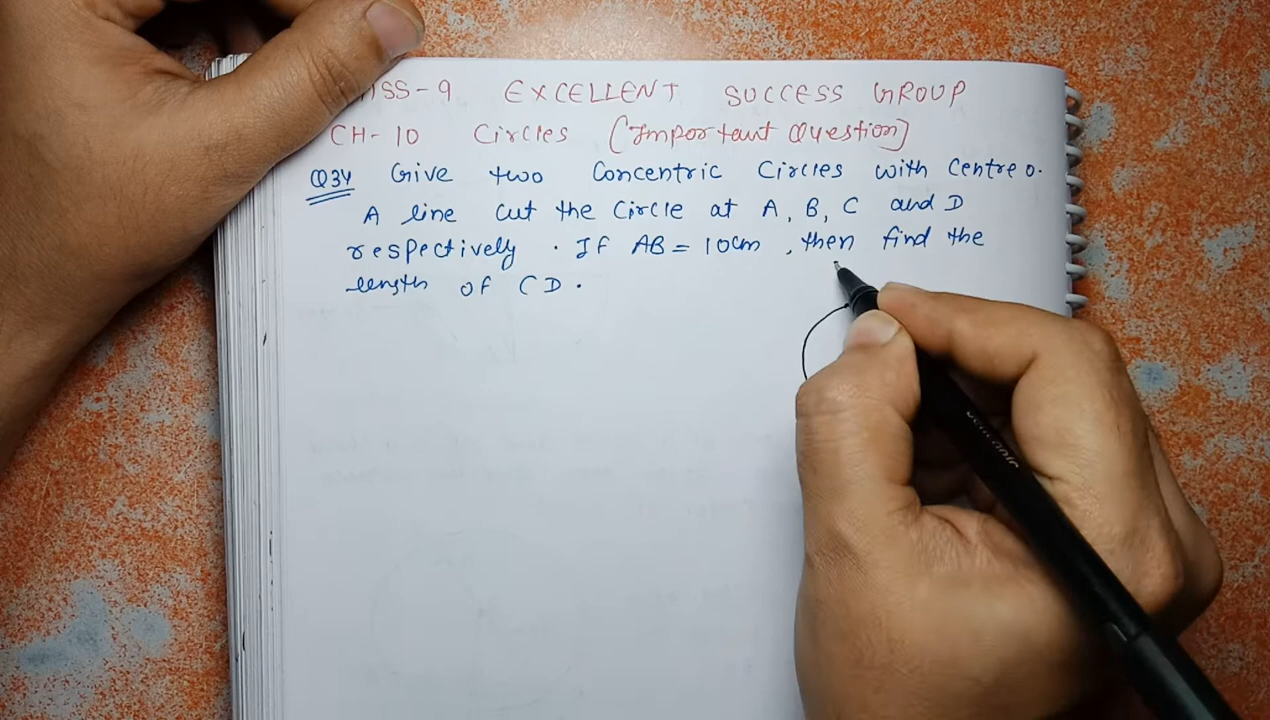 SS-9 EXCELLENT SUCCESS GROUP
CH-10 Circles (Important Question)
Q34 Give two Concentric Circles with Centre O.
A line cut the Circle at A, B, C and D
respectively. If AB = 10cm, then find the
length of CD.